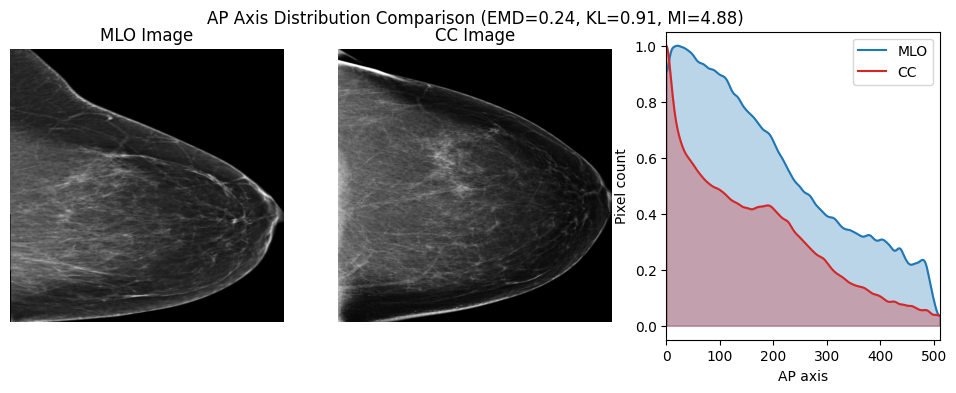 AP Axis Distribution Comparison (EMD=0.24, KL=0.91, MI=4.88)
MLO Image
CC Image
MLO
CC
Pixel count
1.0
0.8
0.6
0.4
0.2
0.0
0 100 200 300 400 500
AP axis